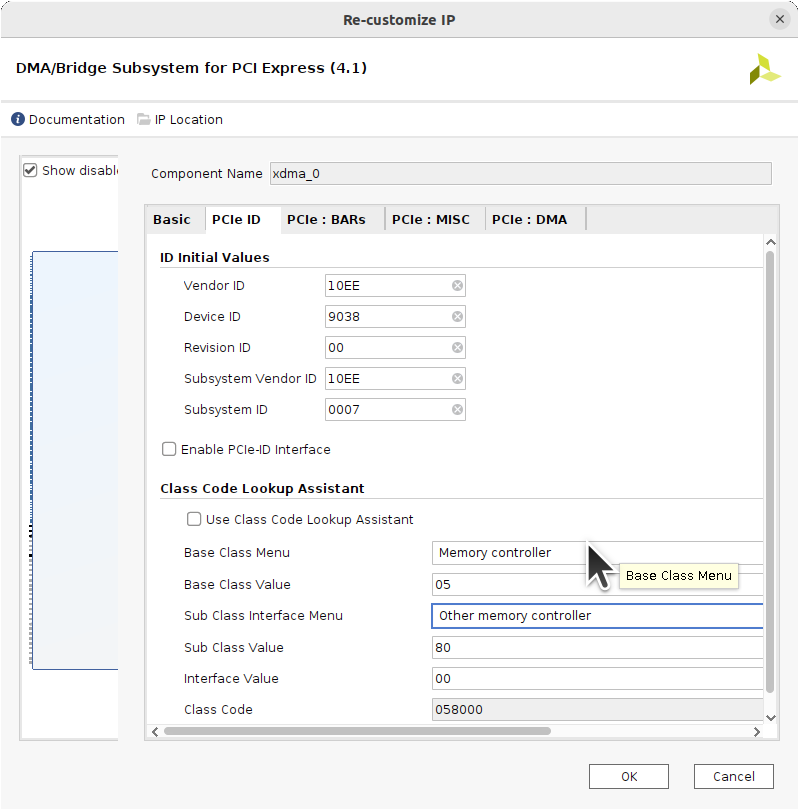 Re-customize IP
DMA/Bridge Subsystem for PCI Express (4.1)
Documentation IP Location
Show disable
Component Name xdma_0
Basic PCIe ID PCIe : BARs PCIe : MISC PCIe : DMA
ID Initial Values
Vendor ID 10EE
Device ID 9038
Revision ID 00
Subsystem Vendor ID 10EE
Subsystem ID 0007
Enable PCIe-ID Interface
Class Code Lookup Assistant
Use Class Code Lookup Assistant
Base Class Menu Memory controller
Base Class Menu
Base Class Value 05
Sub Class Interface Menu Other memory controller
Sub Class Value 80
Interface Value 00
Class Code 058000
OK Cancel